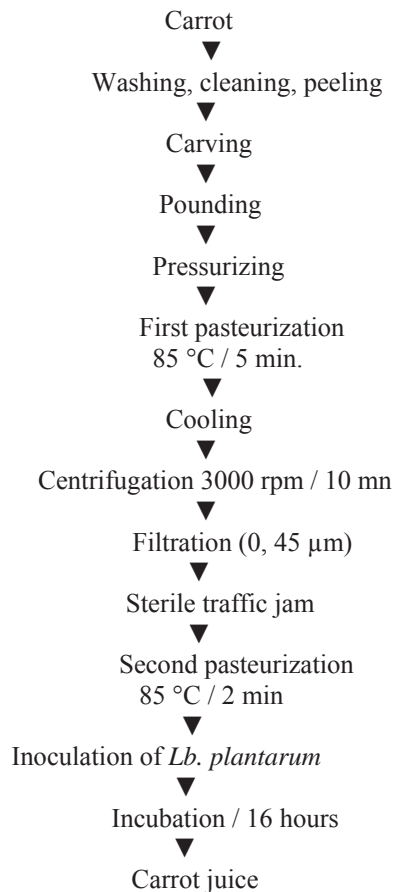 Carrot
Washing, cleaning, peeling
Carving
Pounding
Pressurizing
First pasteurization
85 °C / 5 min.
Cooling
Centrifugation 3000 rpm / 10 mn
Filtration (0, 45 µm)
Sterile traffic jam
Second pasteurization
85 °C / 2 min
Inoculation of Lb. plantarum
Incubation / 16 hours
Carrot juice